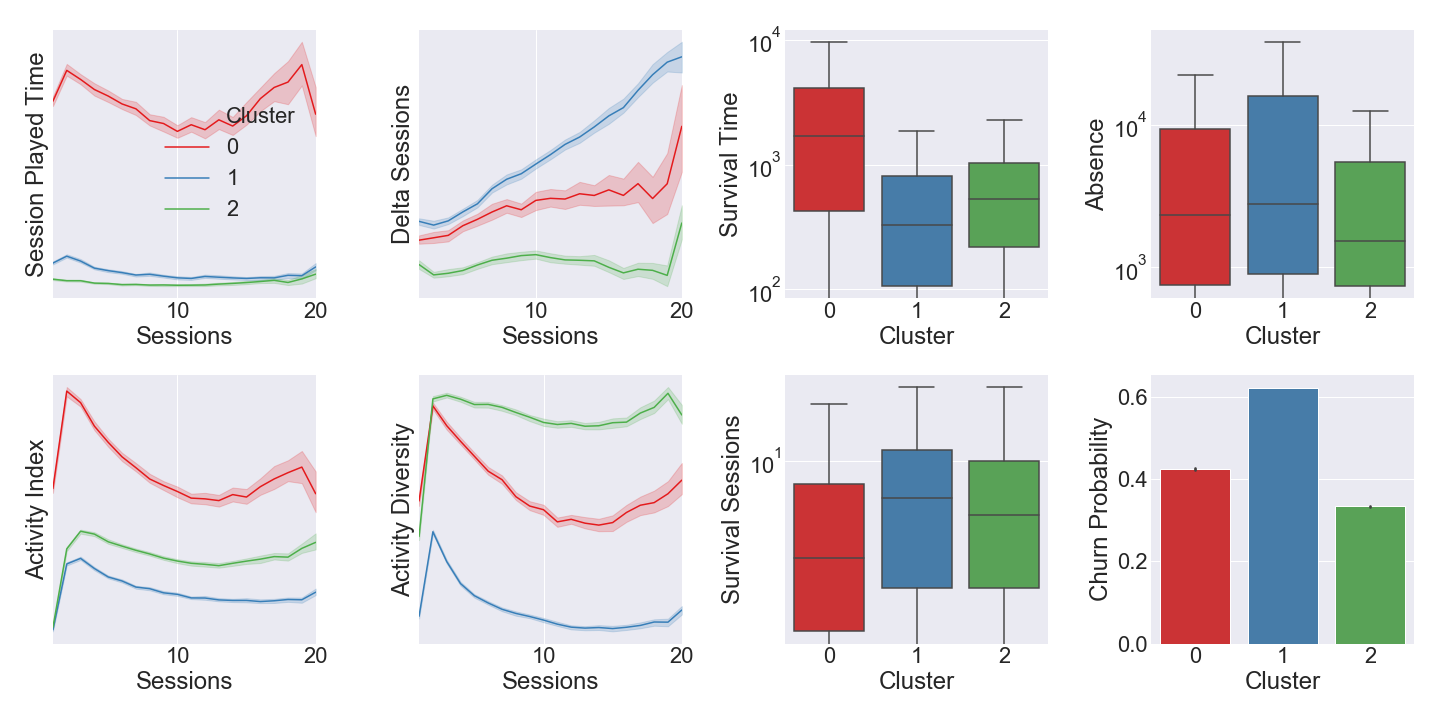 Session Played Time
Cluster
0
1
2
10
20
Sessions
Delta Sessions
10
20
Sessions
Survival Time
10^4
10^3
10^2
0
1
2
Cluster
Absence
10^4
10^3
0
1
2
Cluster
Activity Index
10
20
Sessions
Activity Diversity
10
20
Sessions
Survival Sessions
10^1
0
1
2
Cluster
Churn Probability
0.6
0.4
0.2
0.0
0
1
2
Cluster